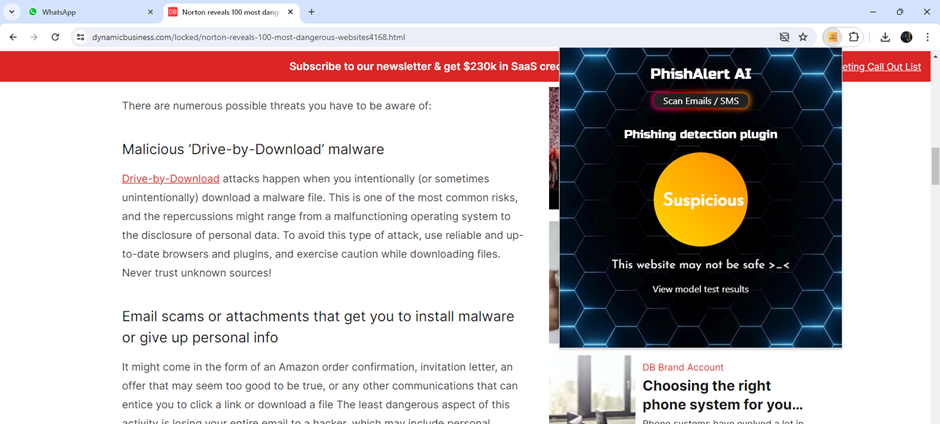 WhatsApp
DB Norton reveals 100 most dang
dynamicbusiness.com/locked/norton-reveals-100-most-dangerous-websites4168.html
Subscribe to our newsletter & get $230k in SaaS cre
eting Call Out List
There are numerous possible threats you have to be aware of:
Malicious ‘Drive-by-Download’ malware
Drive-by-Download attacks happen when you intentionally (or sometimes
unintentionally) download a malware file. This is one of the most common risks,
and the repercussions might range from a malfunctioning operating system to
the disclosure of personal data. To avoid this type of attack, use reliable and up-
to-date browsers and plugins, and exercise caution while downloading files.
Never trust unknown sources!
Email scams or attachments that get you to install malware
or give up personal info
It might come in the form of an Amazon order confirmation, invitation letter, an
offer that may seem too good to be true, or any other communications that can
entice you to click a link or download a file The least dangerous aspect of this
activity is losing your entire email to a hacker, which may include personal
PhishAlert AI
Scan Emails / SMS
Phishing detection plugin
Suspicious
This website may not be safe >_<
View model test results
DB Brand Account
Choosing the right
phone system for you...
Phone systems have evolved a lot in